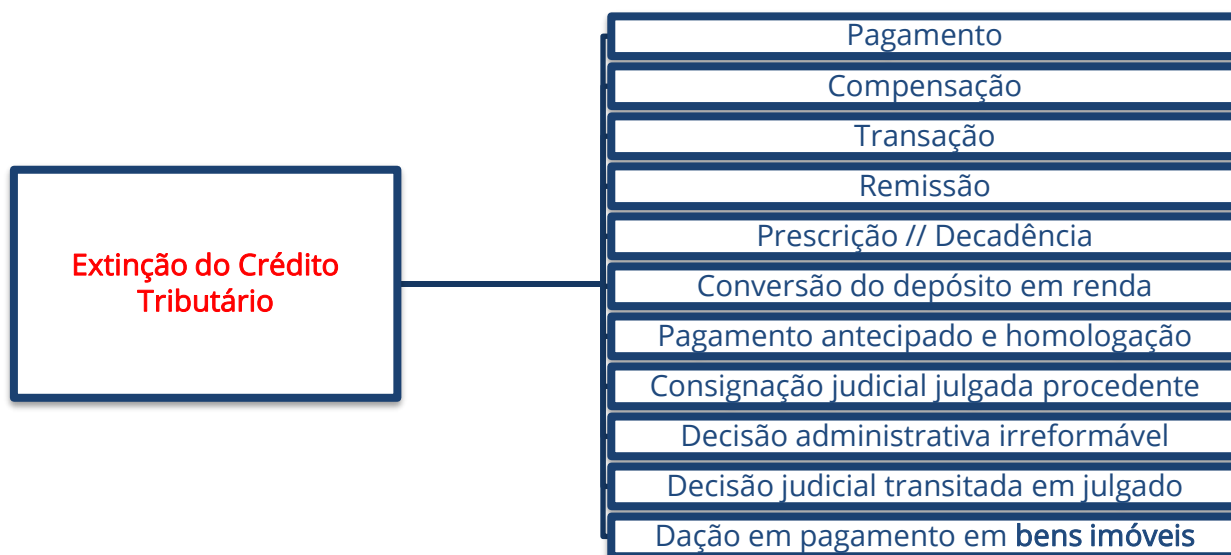 Extinção do Crédito
Tributário
Pagamento
Compensação
Transação
Remissão
Prescrição // Decadência
Conversão do depósito em renda
Pagamento antecipado e homologação
Consignação judicial julgada procedente
Decisão administrativa irreformável
Decisão judicial transitada em julgado
Dação em pagamento em bens imóveis